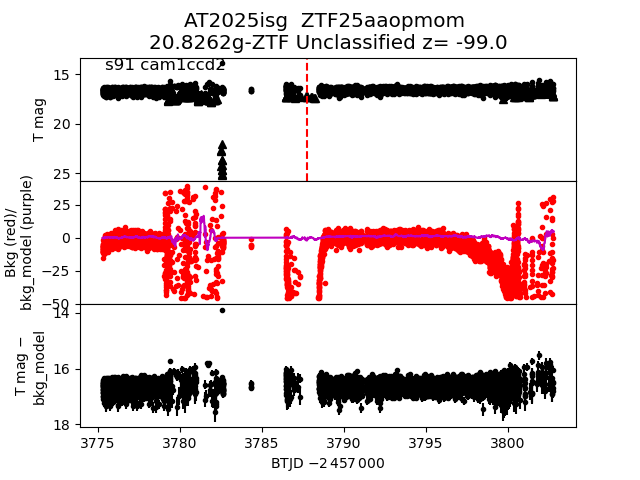 AT2025isg ZTF25aaopmom
20.8262g-ZTF Unclassified z= -99.0
s91 cam1ccd2
15
20
25
T mag
25
0
−25
−50
Bkg (red)/
bkg_model (purple)
14
16
18
T mag −
bkg_model
3775 3780 3785 3790 3795 3800
BTJD −2 457 000